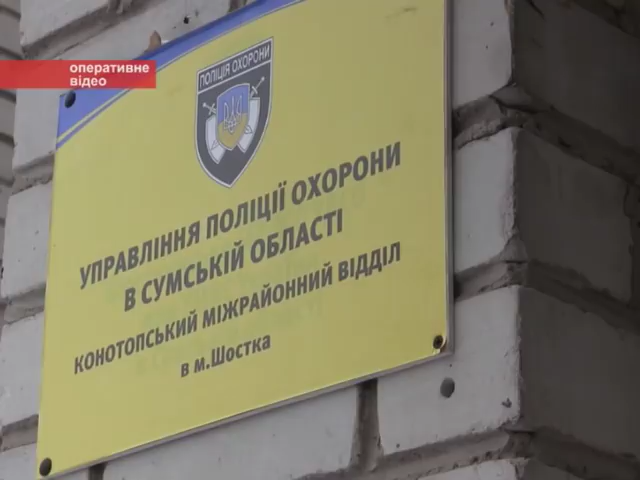 оперативне
відео
ПОЛІЦІЯ ОХОРОНИ
УПРАВЛІННЯ ПОЛІЦІЇ ОХОРОНИ
В СУМСЬКІЙ ОБЛАСТІ
КОНОТОПСЬКИЙ МІЖРАЙОННИЙ ВІДДІЛ
в м.Шостка